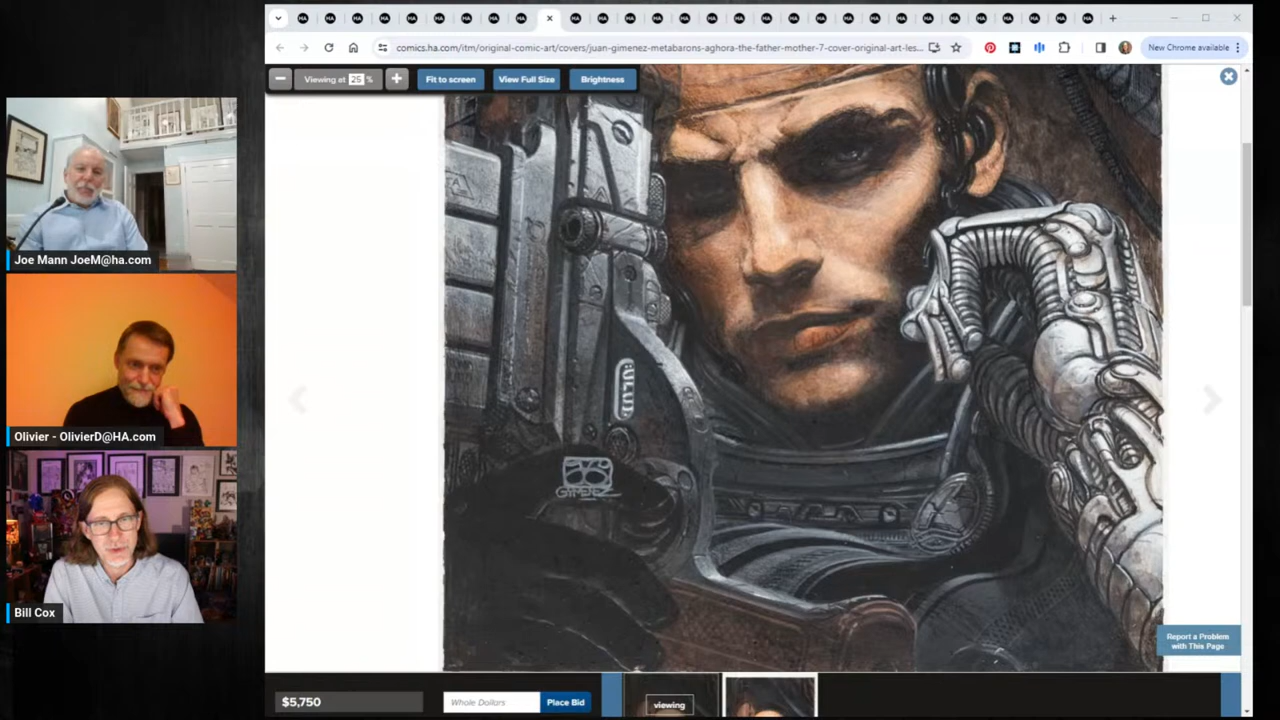 comics.ha.com/itm/original-comic-art/covers/juan-gimenez-metabarons-aghora-the-father-mother-7-cover-original-art-les...
New Chrome available
Viewing at 25 %
Fit to screen
View Full Size
Brightness
Joe Mann JoeM@ha.com
Olivier - OlivierD@HA.com
Bill Cox
GIMENEZ
Report a Problem
with This Page
$5,750
Whole Dollars
Place Bid
viewing